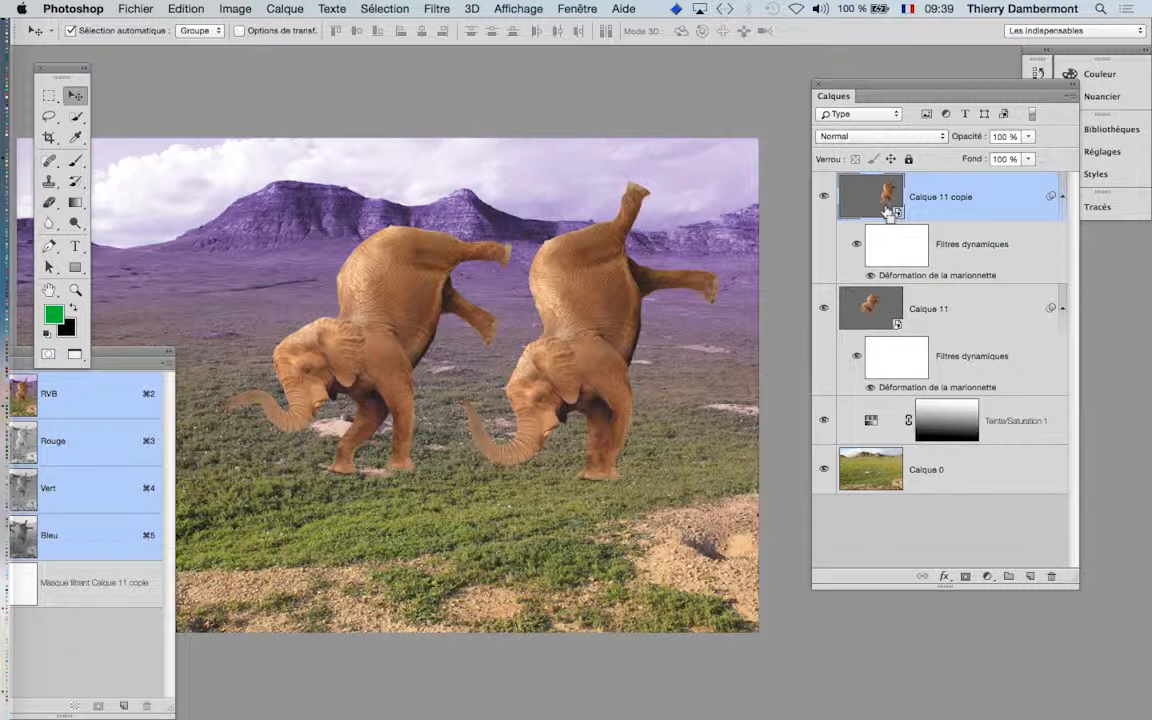 Photoshop Fichier Edition Image Calque Texte Sélection Filtre 3D Affichage Fenêtre Aide 100 % 09:39 Thierry Dambermont
Sélection automatique : Groupe Options de transf. Mode 3D : Les indispensables
Calques
Type
Normal Opacité : 100 %
Verrou : Fond : 100 %
Calque 11 copie
Filtres dynamiques
Déformation de la marionnette
Calque 11
Filtres dynamiques
Déformation de la marionnette
Teinte/Saturation 1
Calque 0
fx
Couleur
Nuancier
Bibliothèques
Réglages
Styles
Tracés
T
RVB ⌘2
Rouge ⌘3
Vert ⌘4
Bleu ⌘5
Masque filtrant Calque 11 copie